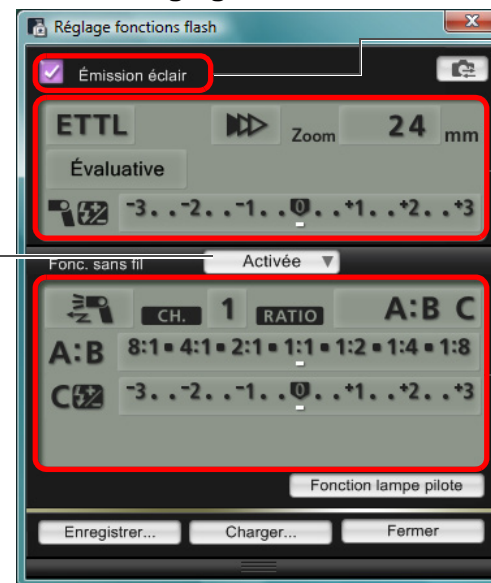 Réglage fonctions flash
Émission éclair
ETTL Zoom 24 mm
Évaluative
-3..-2..-1..0..+1..+2..+3
Fonc. sans fil Activée
CH. 1 RATIO A:B C
A:B 8:1 4:1 2:1 1:1 1:2 1:4 1:8
C -3..-2..-1..0..+1..+2..+3
Fonction lampe pilote
Enregistrer... Charger... Fermer